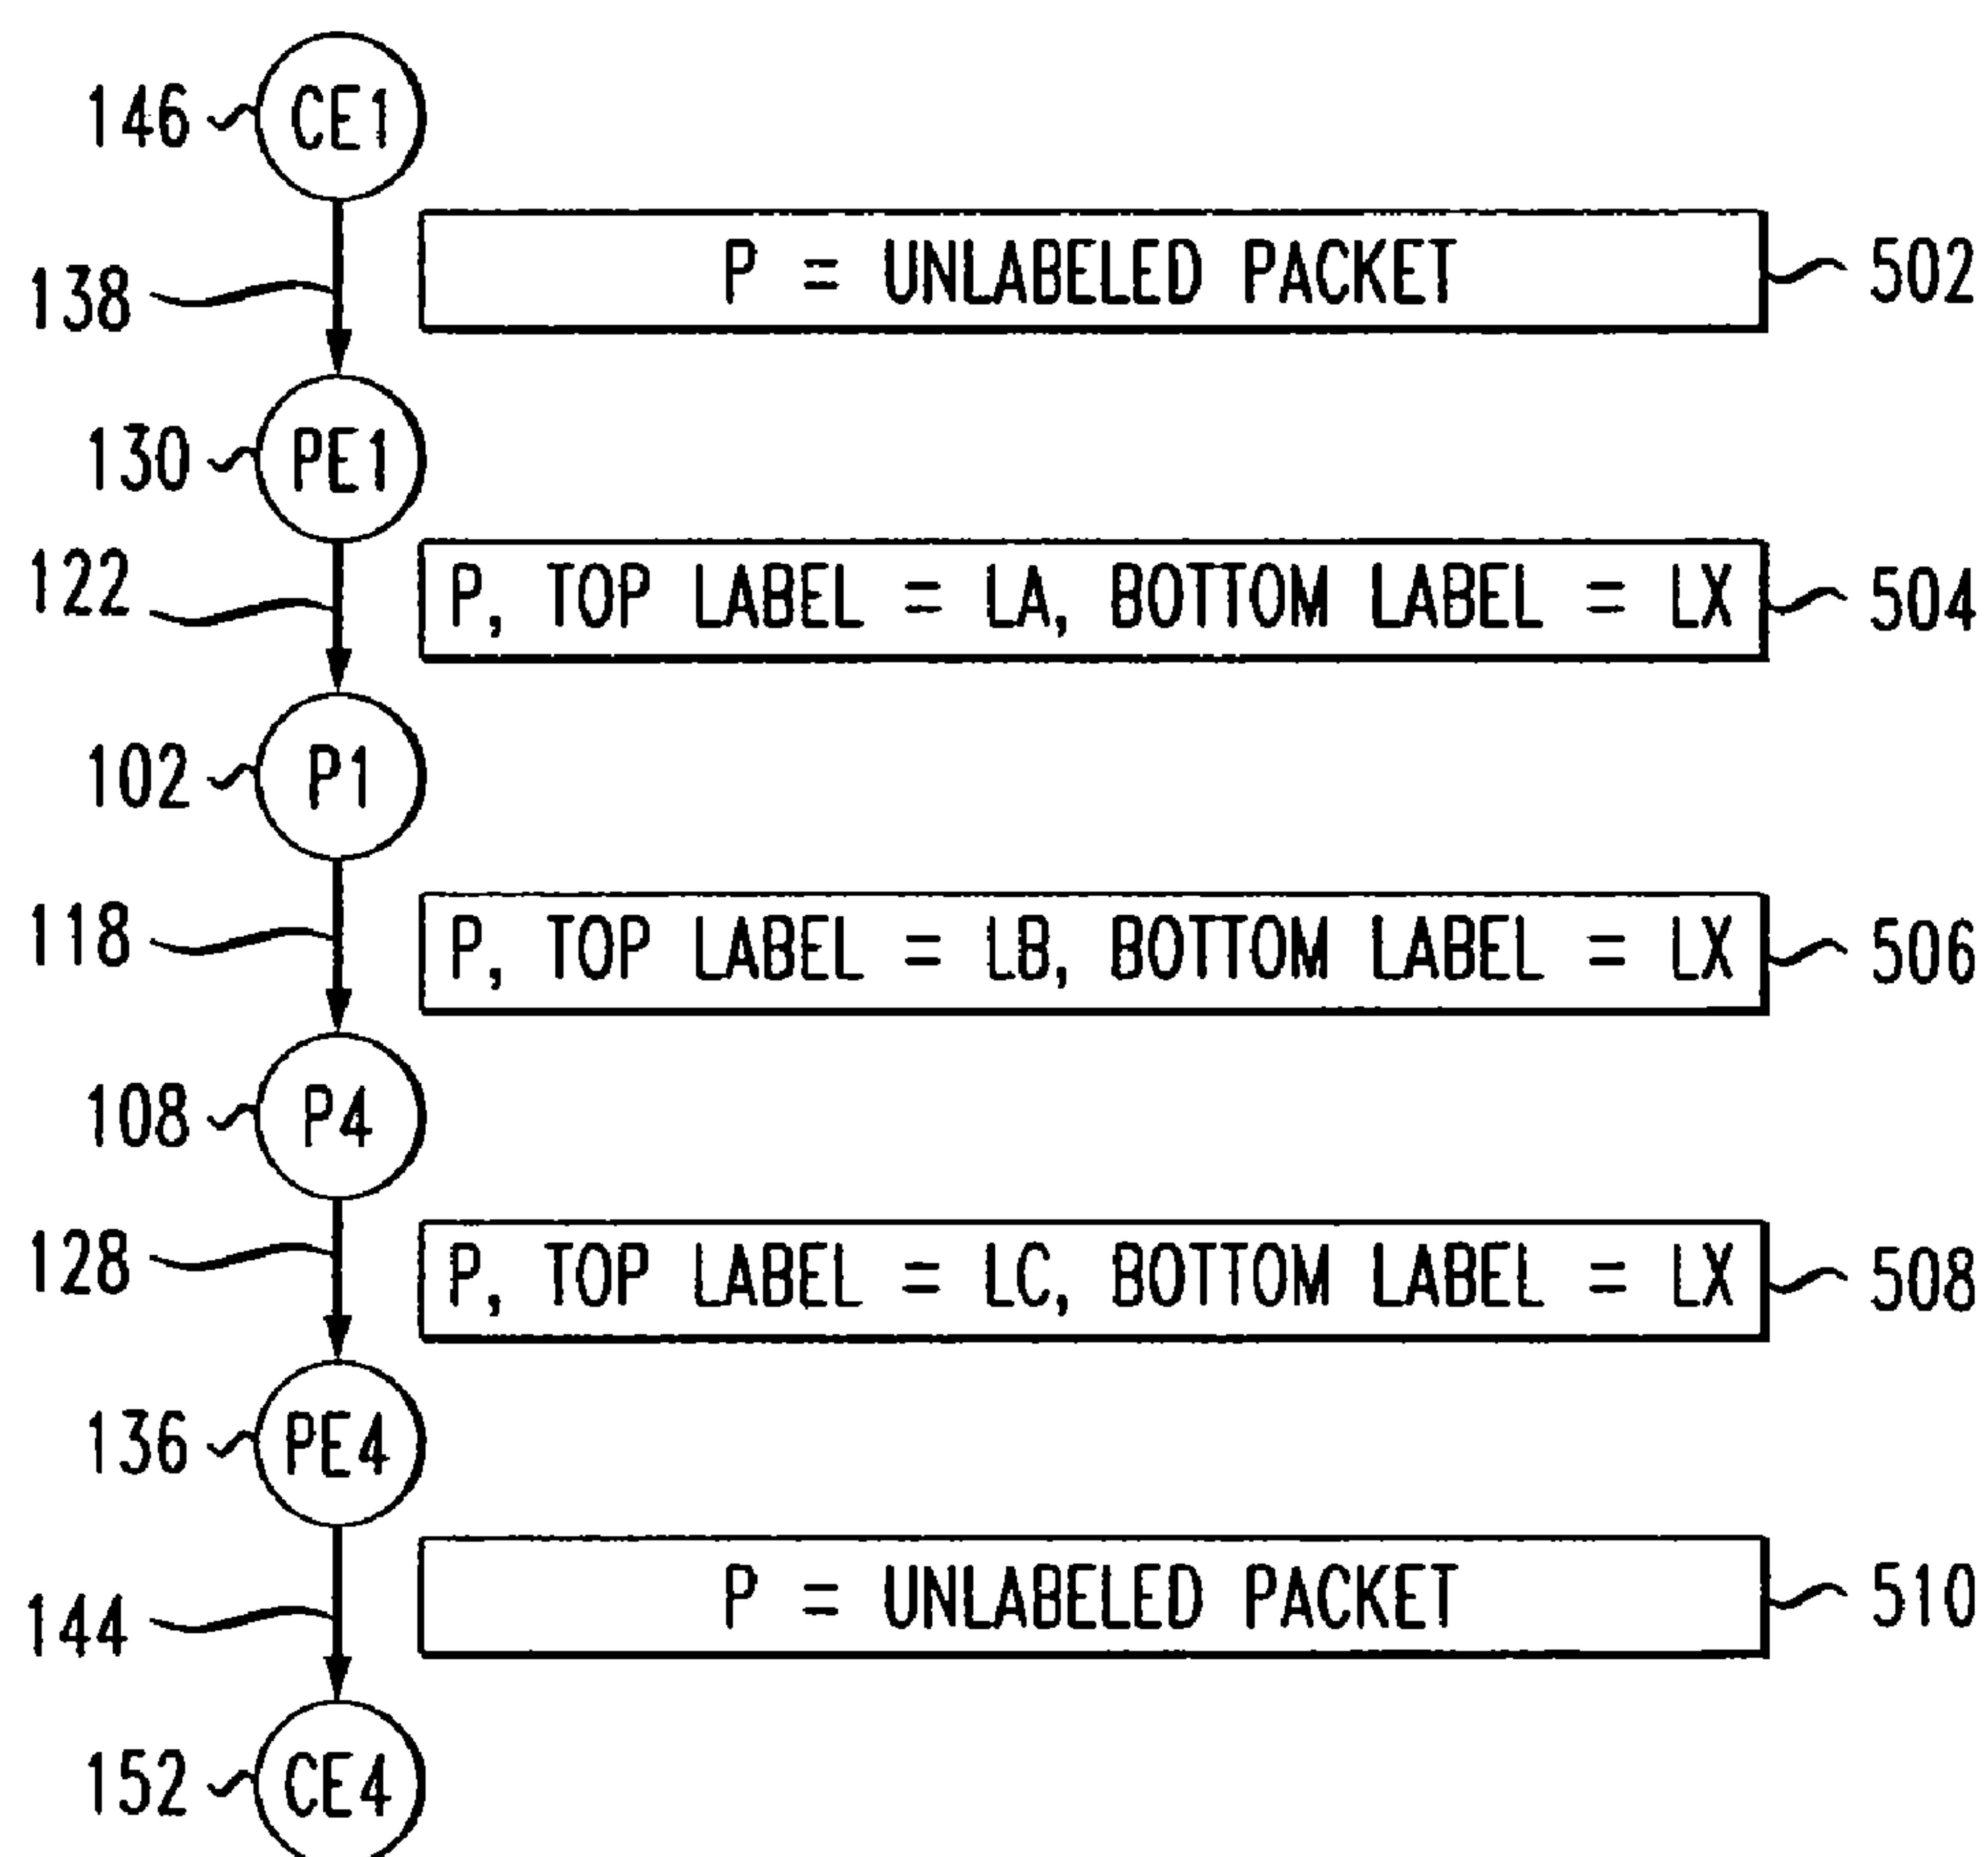 146 CE1
138 P = UNLABELED PACKET 502
130 PE1
122 P, TOP LABEL = LA, BOTTOM LABEL = LX 504
102 P1
118 P, TOP LABEL = LB, BOTTOM LABEL = LX 506
108 P4
128 P, TOP LABEL = LC, BOTTOM LABEL = LX 508
136 PE4
144 P = UNLABELED PACKET 510
152 CE4